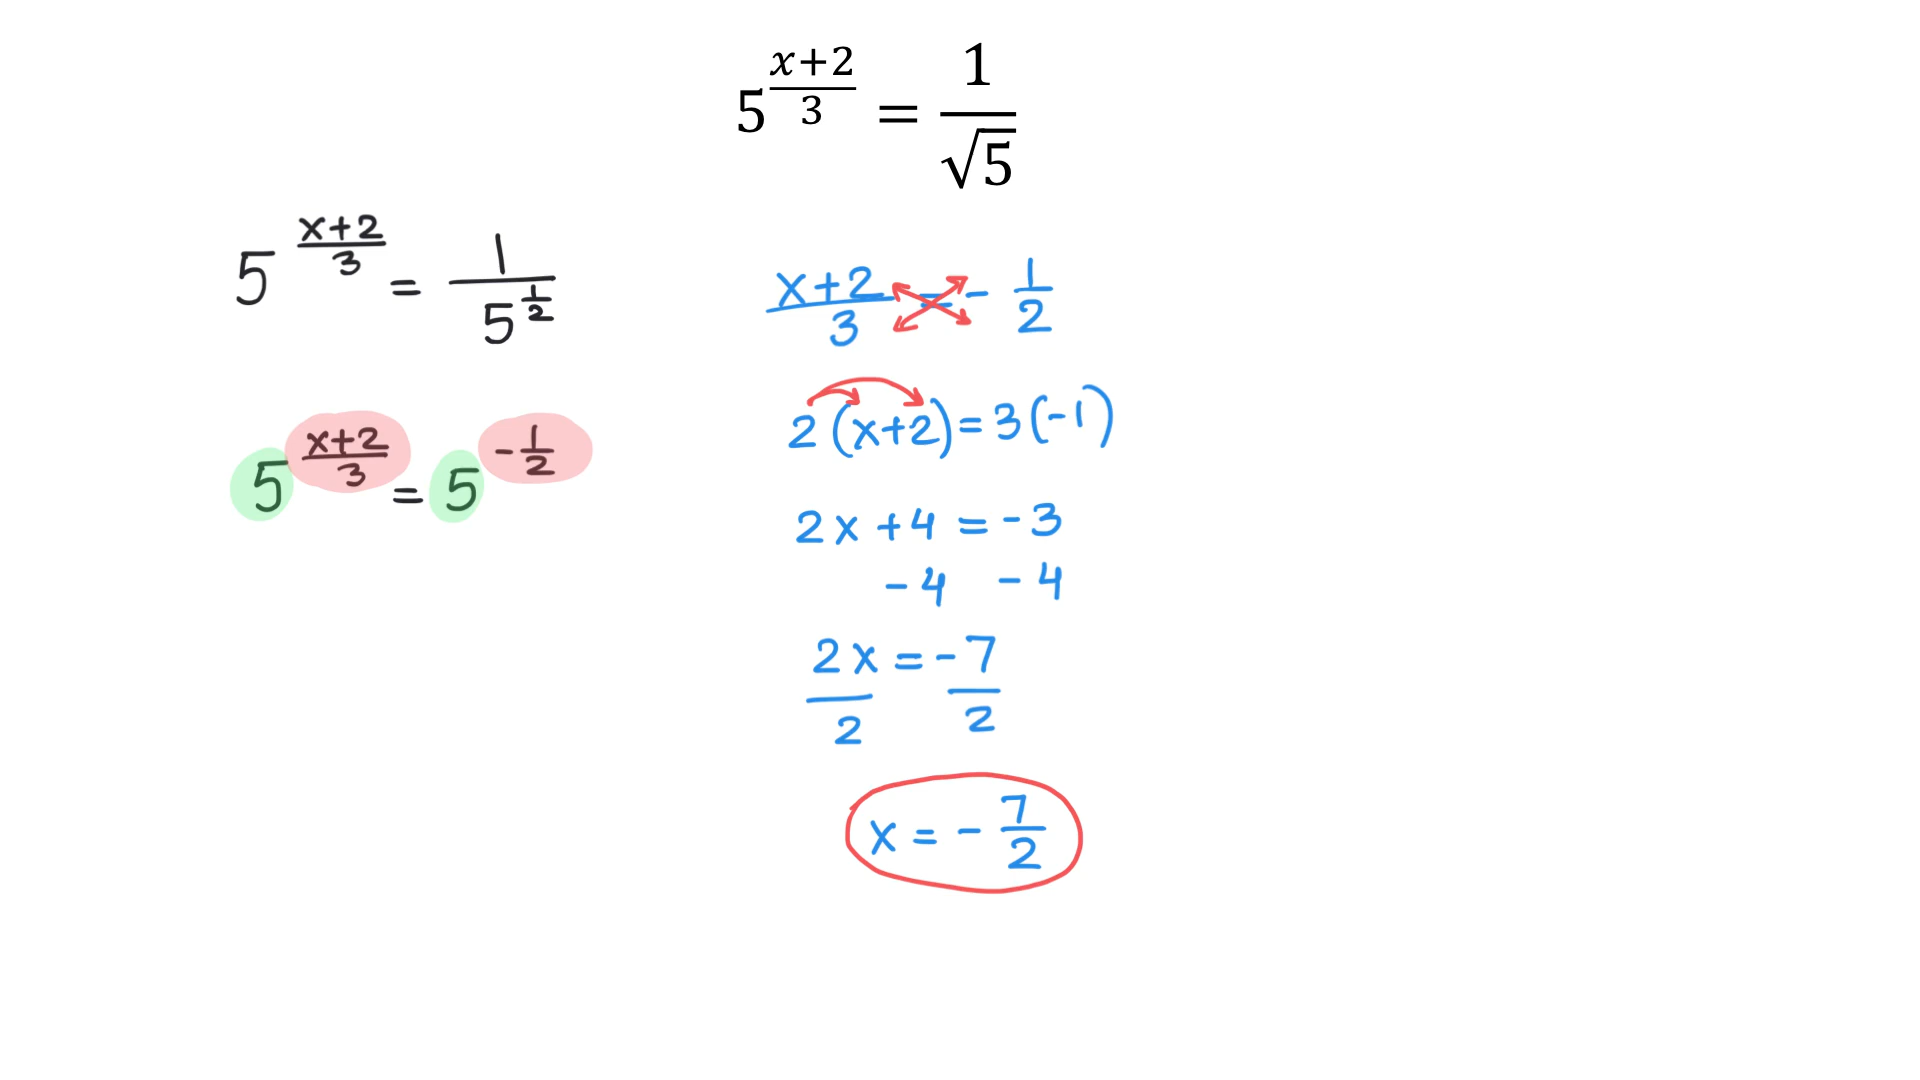 5^((x+2)/3) = 1/√5
5^((x+2)/3) = 1/5^(1/2)
5^((x+2)/3) = 5^(-1/2)
(x+2)/3 = - 1/2
2(x+2) = 3(-1)
2x + 4 = -3
- 4 - 4
2x/2 = -7/2
x = - 7/2